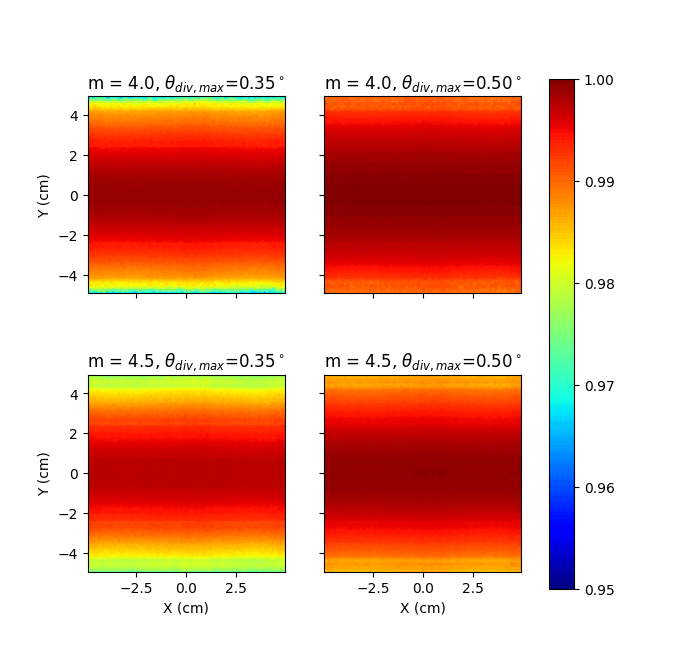 m = 4.0, θdiv,max=0.35° m = 4.0, θdiv,max=0.50° 1.00
4
2
0
−2
−4
Y (cm)
0.99
0.98
m = 4.5, θdiv,max=0.35° m = 4.5, θdiv,max=0.50°
4
2
0
−2
−4
Y (cm)
0.97
0.96
0.95
−2.5 0.0 2.5 −2.5 0.0 2.5
X (cm) X (cm)